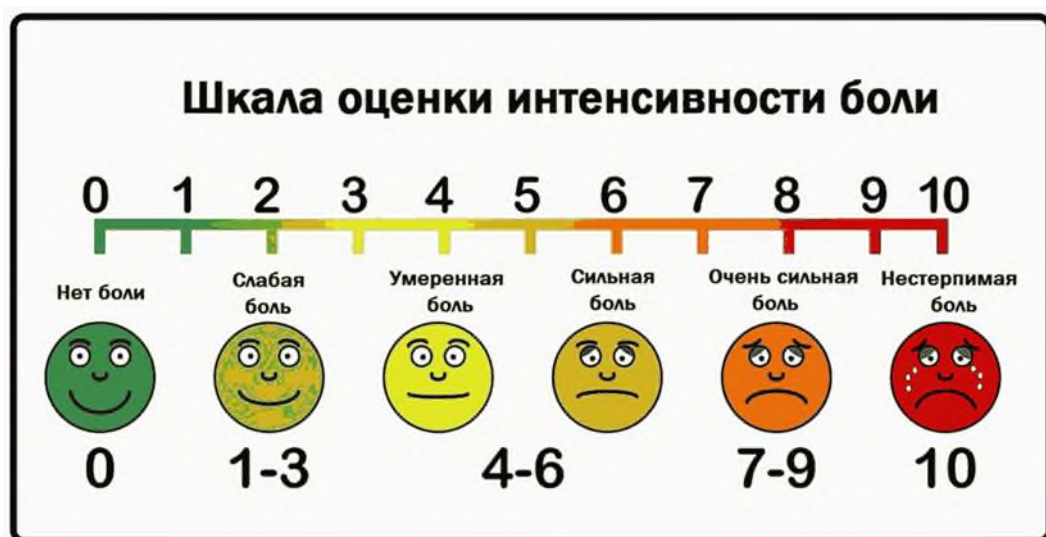 Шкала оценки интенсивности боли
0 1 2 3 4 5 6 7 8 9 10
Нет боли
Слабая
боль
Умеренная
боль
Сильная
боль
Очень сильная
боль
Нестерпимая
боль
0 1-3 4-6 7-9 10